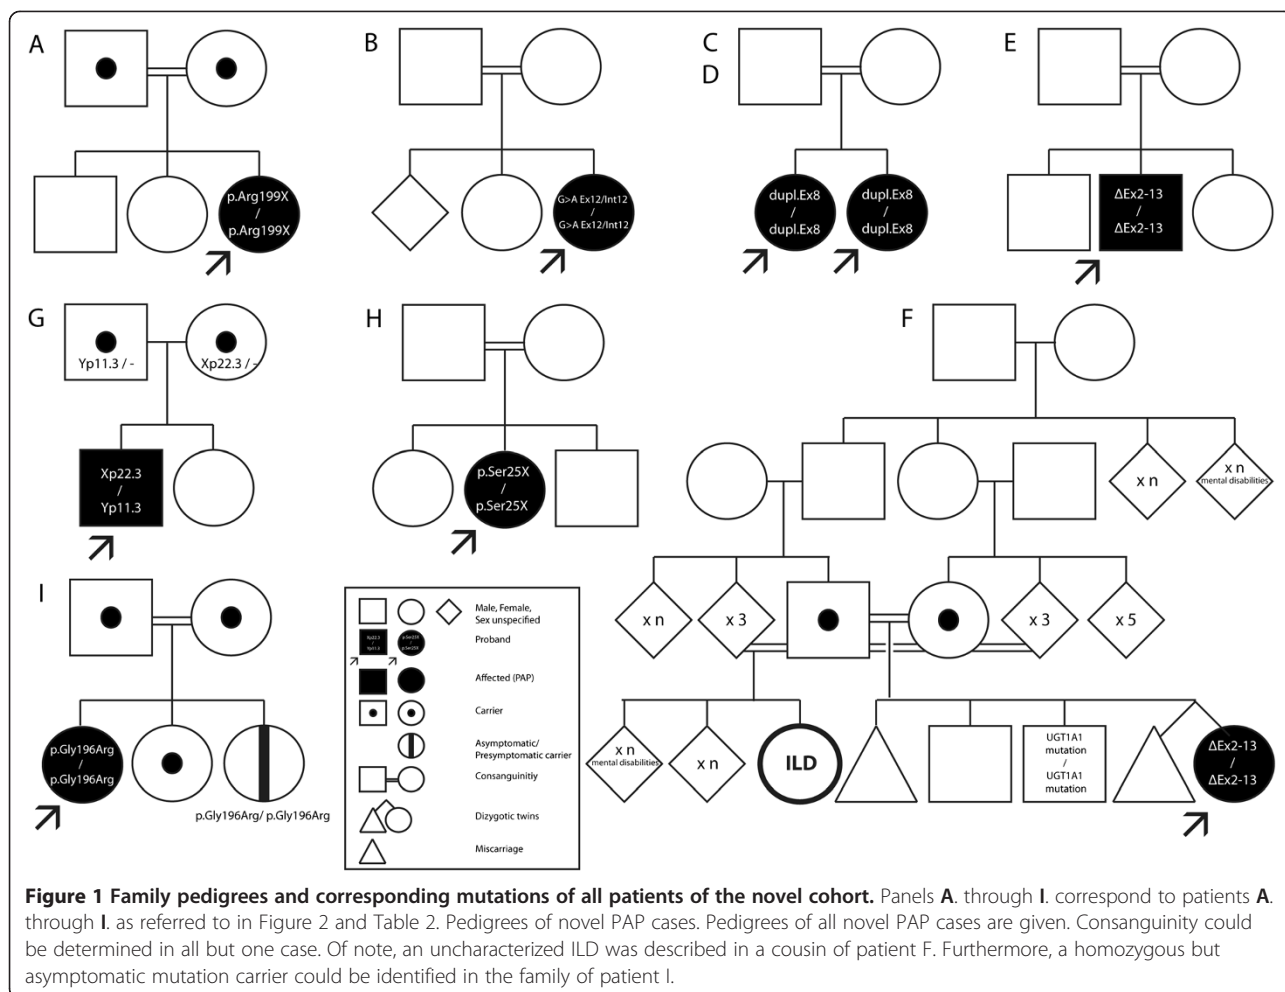 A
B
C
D
E
p.Arg199X
/
p.Arg199X
G>A Ex12/Int12
/
G>A Ex12/Int12
dupl.Ex8
/
dupl.Ex8
dupl.Ex8
/
dupl.Ex8
ΔEx2-13
/
ΔEx2-13
G
Yp11.3 / -
Xp22.3 / -
H
F
Xp22.3
/
Yp11.3
p.Ser25X
/
p.Ser25X
x n
x n
mental disabilities
x n
x 3
x 3
x 5
I
p.Gly196Arg
/
p.Gly196Arg
p.Gly196Arg/ p.Gly196Arg
Male, Female,
Sex unspecified
Xp22.3
/
Yp11.3
p.Ser25X
/
p.Ser25X
Proband
Affected (PAP)
Carrier
Asymptomatic/
Presymptomatic carrier
Consanguinitiy
Dizygotic twins
Miscarriage
x n
mental disabilities
x n
ILD
UGT1A1
mutation
/
UGT1A1
mutation
ΔEx2-13
/
ΔEx2-13
Figure 1 Family pedigrees and corresponding mutations of all patients of the novel cohort. Panels A. through I. correspond to patients A.
through I. as referred to in Figure 2 and Table 2. Pedigrees of novel PAP cases. Pedigrees of all novel PAP cases are given. Consanguinity could
be determined in all but one case. Of note, an uncharacterized ILD was described in a cousin of patient F. Furthermore, a homozygous but
asymptomatic mutation carrier could be identified in the family of patient I.